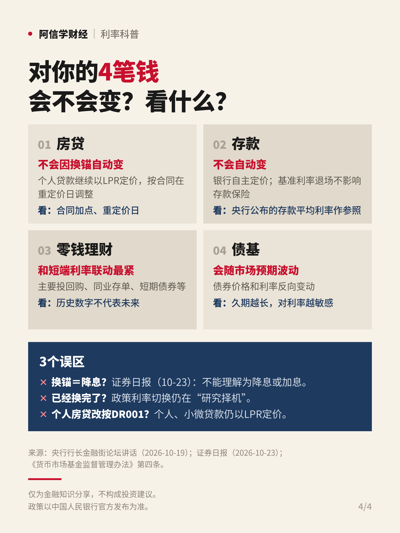 阿信学财经｜利率科普
对你的4笔钱
会不会变？看什么？
01 房贷
不会因换锚自动变
个人贷款继续以LPR定价，按合同在
重定价日调整
看：合同加点、重定价日
02 存款
不会自动变
银行自主定价；基准利率退场不影响
存款保险
看：央行公布的存款平均利率作参照
03 零钱理财
和短端利率联动最紧
主要投回购、同业存单、短期债券等
看：历史数字不代表未来
04 债基
会随市场预期波动
债券价格和利率反向变动
看：久期越长，对利率越敏感
3个误区
× 换锚＝降息？证券日报（10-23）：不能理解为降息或加息。
× 已经换完了？政策利率切换仍在“研究择机”。
× 个人房贷改按DR001？个人、小微贷款仍以LPR定价。
来源：央行行长金融街论坛讲话（2026-10-19）；证券日报（2026-10-23）；
《货币市场基金监督管理办法》第四条。
仅为金融知识分享，不构成投资建议。
政策以中国人民银行官方发布为准。
4/4